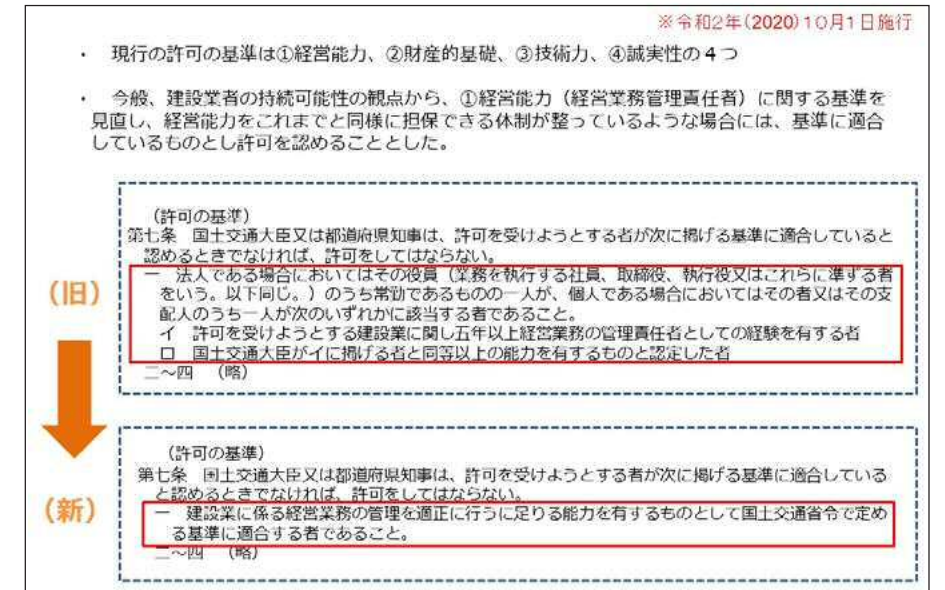 ※令和2年(2020)10月1日施行
・ 現行の許可の基準は①経営能力、②財産的基礎、③技術力、④誠実性の4つ
・ 今般、建設業者の持続可能性の観点から、①経営能力（経営業務管理責任者）に関する基準を
見直し、経営能力をこれまでと同様に担保できる体制が整っているような場合には、基準に適合
しているものとし許可を認めることとした。
（許可の基準）
第七条 国土交通大臣又は都道府県知事は、許可を受けようとする者が次に掲げる基準に適合していると
認めるときでなければ、許可をしてはならない。
一 法人である場合においてはその役員（業務を執行する社員、取締役、執行役又はこれらに準ずる者
をいう。以下同じ。）のうち常勤であるものの一人が、個人である場合においてはその者又はその支
配人のうち一人が次のいずれかに該当する者であること。
イ 許可を受けようとする建設業に関し五年以上経営業務の管理責任者としての経験を有する者
ロ 国土交通大臣がイに掲げる者と同等以上の能力を有するものと認定した者
二～四 （略）
（旧）
（許可の基準）
第七条 国土交通大臣又は都道府県知事は、許可を受けようとする者が次に掲げる基準に適合している
と認めるときでなければ、許可をしてはならない。
一 建設業に係る経営業務の管理を適正に行うに足りる能力を有するものとして国土交通省令で定め
る基準に適合する者であること。
二～四 （略）
（新）